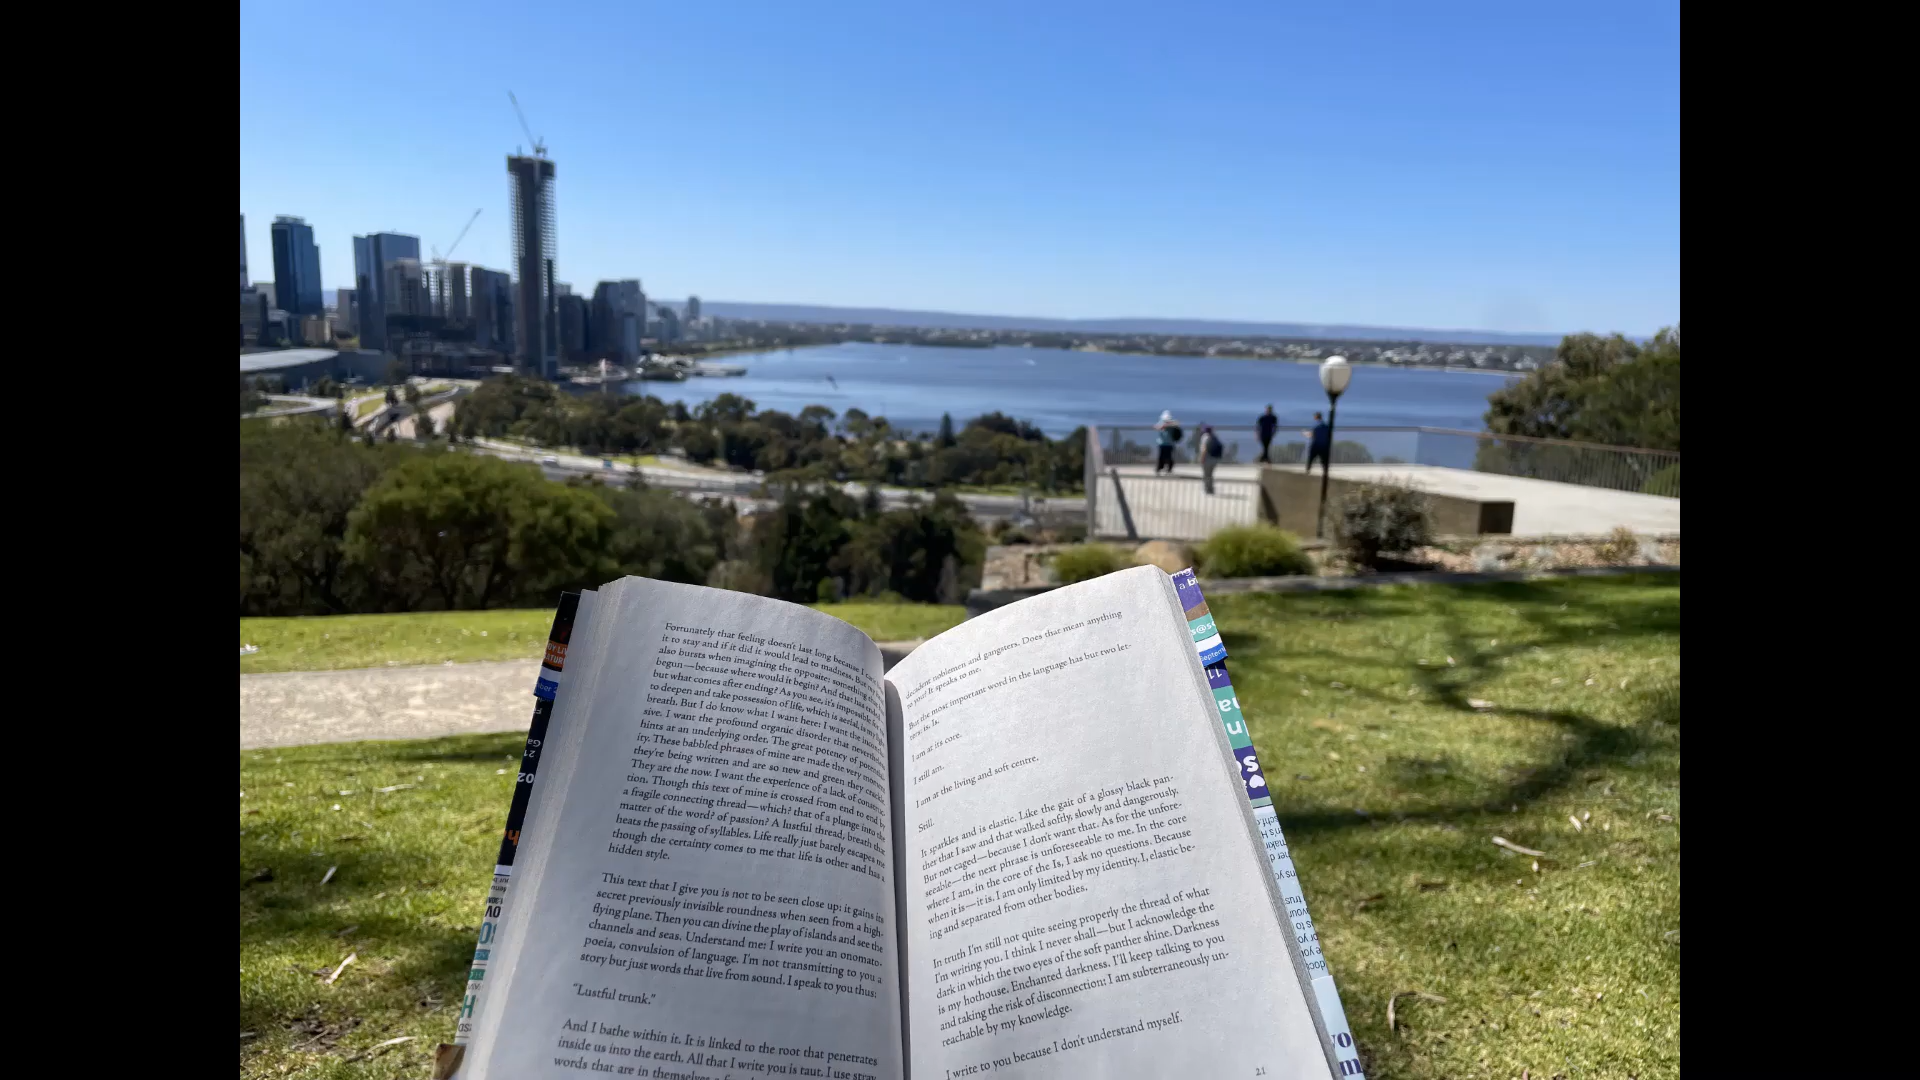 Fortunately that feeling doesn't last long because I
it to stay and if it did it would lead to madness. But
also bursts when imagining the opposite: something
begun—because where would it begin? And that has ended
but what comes after ending? As you see, it's impossible
to deepen and take possession of life, which is
breath. But I do know what I want here: I want the
sive. I want the profound organic disorder that nevertheless
hints at an underlying order. The great potency of
ity. These babbled phrases of mine are made the very moment
they're being written and are so new and green they crackle.
They are the now. I want the experience of a lack of construc-
tion. Though this text of mine is crossed from end to end by
a fragile connecting thread—which? that of a plunge into the
matter of the word? of passion? A lustful thread, breath that
heats the passing of syllables. Life really just barely escapes me
though the certainty comes to me that life is other and has a
hidden style.
This text that I give you is not to be seen close up: it gains its
secret previously invisible roundness when seen from a high-
flying plane. Then you can divine the play of islands and see the
channels and seas. Understand me: I write you an onomato-
poeia, convulsion of language. I'm not transmitting to you a
story but just words that live from sound. I speak to you thus:
"Lustful trunk."
And I bathe within it. It is linked to the root that penetrates
inside us into the earth. All that I write you is taut. I use stray
words that are in themselves a
decadent noblemen and gangsters. Does that mean anything
to you? It speaks to me.
But the most important word in the language has but two let-
ters: is. Is.
I am at its core.
I still am.
I am at the living and soft centre.
Still.
It sparkles and is elastic. Like the gait of a glossy black pan-
ther that I saw and that walked softly, slowly and dangerously.
But not caged—because I don't want that. As for the unfore-
seeable—the next phrase is unforeseeable to me. In the core
where I am, in the core of the Is, I ask no questions. Because
when it is—it is. I am only limited by my identity. I, elastic be-
ing and separated from other bodies.
In truth I'm still not quite seeing properly the thread of what
I'm writing you. I think I never shall—but I acknowledge the
dark in which the two eyes of the soft panther shine. Darkness
is my hothouse. Enchanted darkness. I'll keep talking to you
and taking the risk of disconnection: I am subterraneously un-
reachable by my knowledge.
I write to you because I don't understand myself.
21